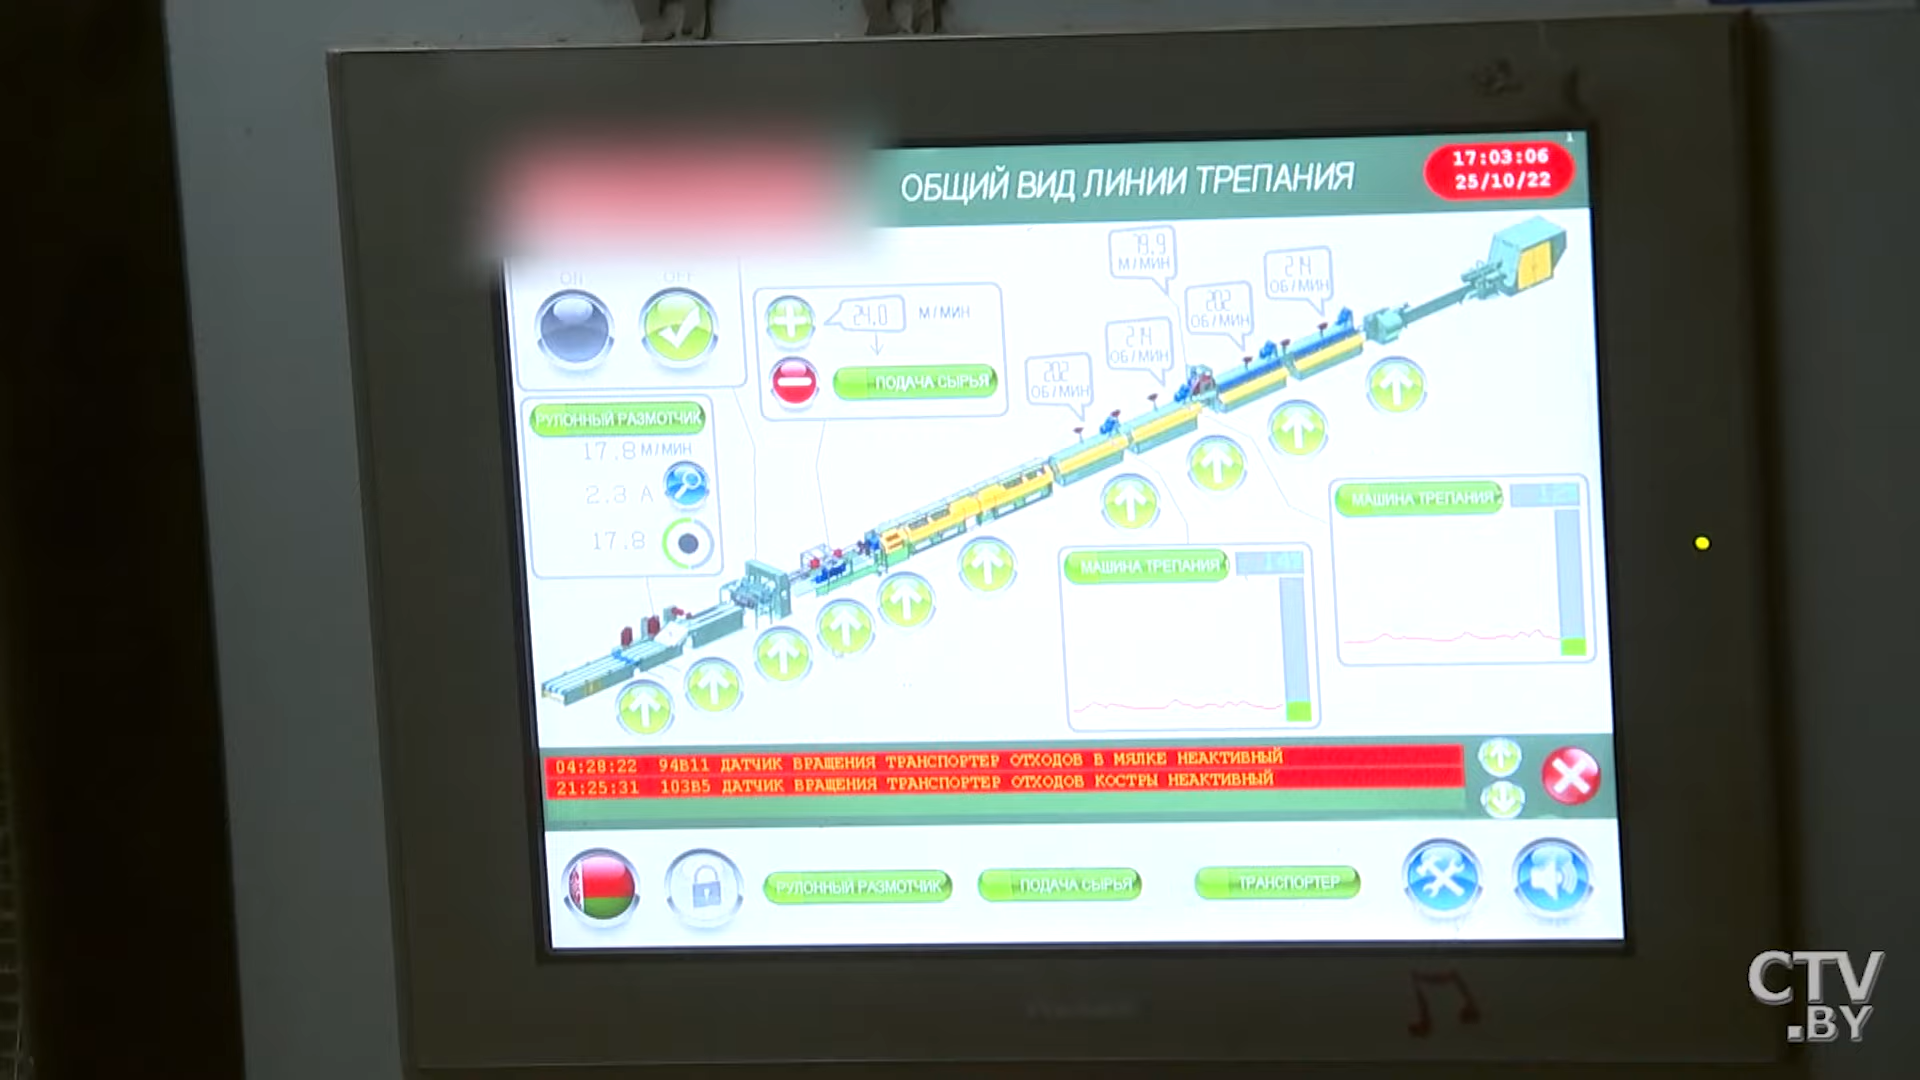 ОБЩИЙ ВИД ЛИНИИ ТРЕПАНИЯ
17:03:06
25/10/22
1
ON
OFF
24.0 М/МИН
ПОДАЧА СЫРЬЯ
79.9
М/МИН
202
ОБ/МИН
214
ОБ/МИН
202
ОБ/МИН
214
ОБ/МИН
РУЛОННЫЙ РАЗМОТЧИК
17.8 М/МИН
2.3 А
17.8
МАШИНА ТРЕПАНИЯ
МАШИНА ТРЕПАНИЯ
04:28:22 94B11 ДАТЧИК ВРАЩЕНИЯ ТРАНСПОРТЕР ОТХОДОВ В МЯЛКЕ НЕАКТИВНЫЙ
21:25:31 103B5 ДАТЧИК ВРАЩЕНИЯ ТРАНСПОРТЕР ОТХОДОВ КОСТРЫ НЕАКТИВНЫЙ
РУЛОННЫЙ РАЗМОТЧИК
ПОДАЧА СЫРЬЯ
ТРАНСПОРТЕР
CTV
.BY